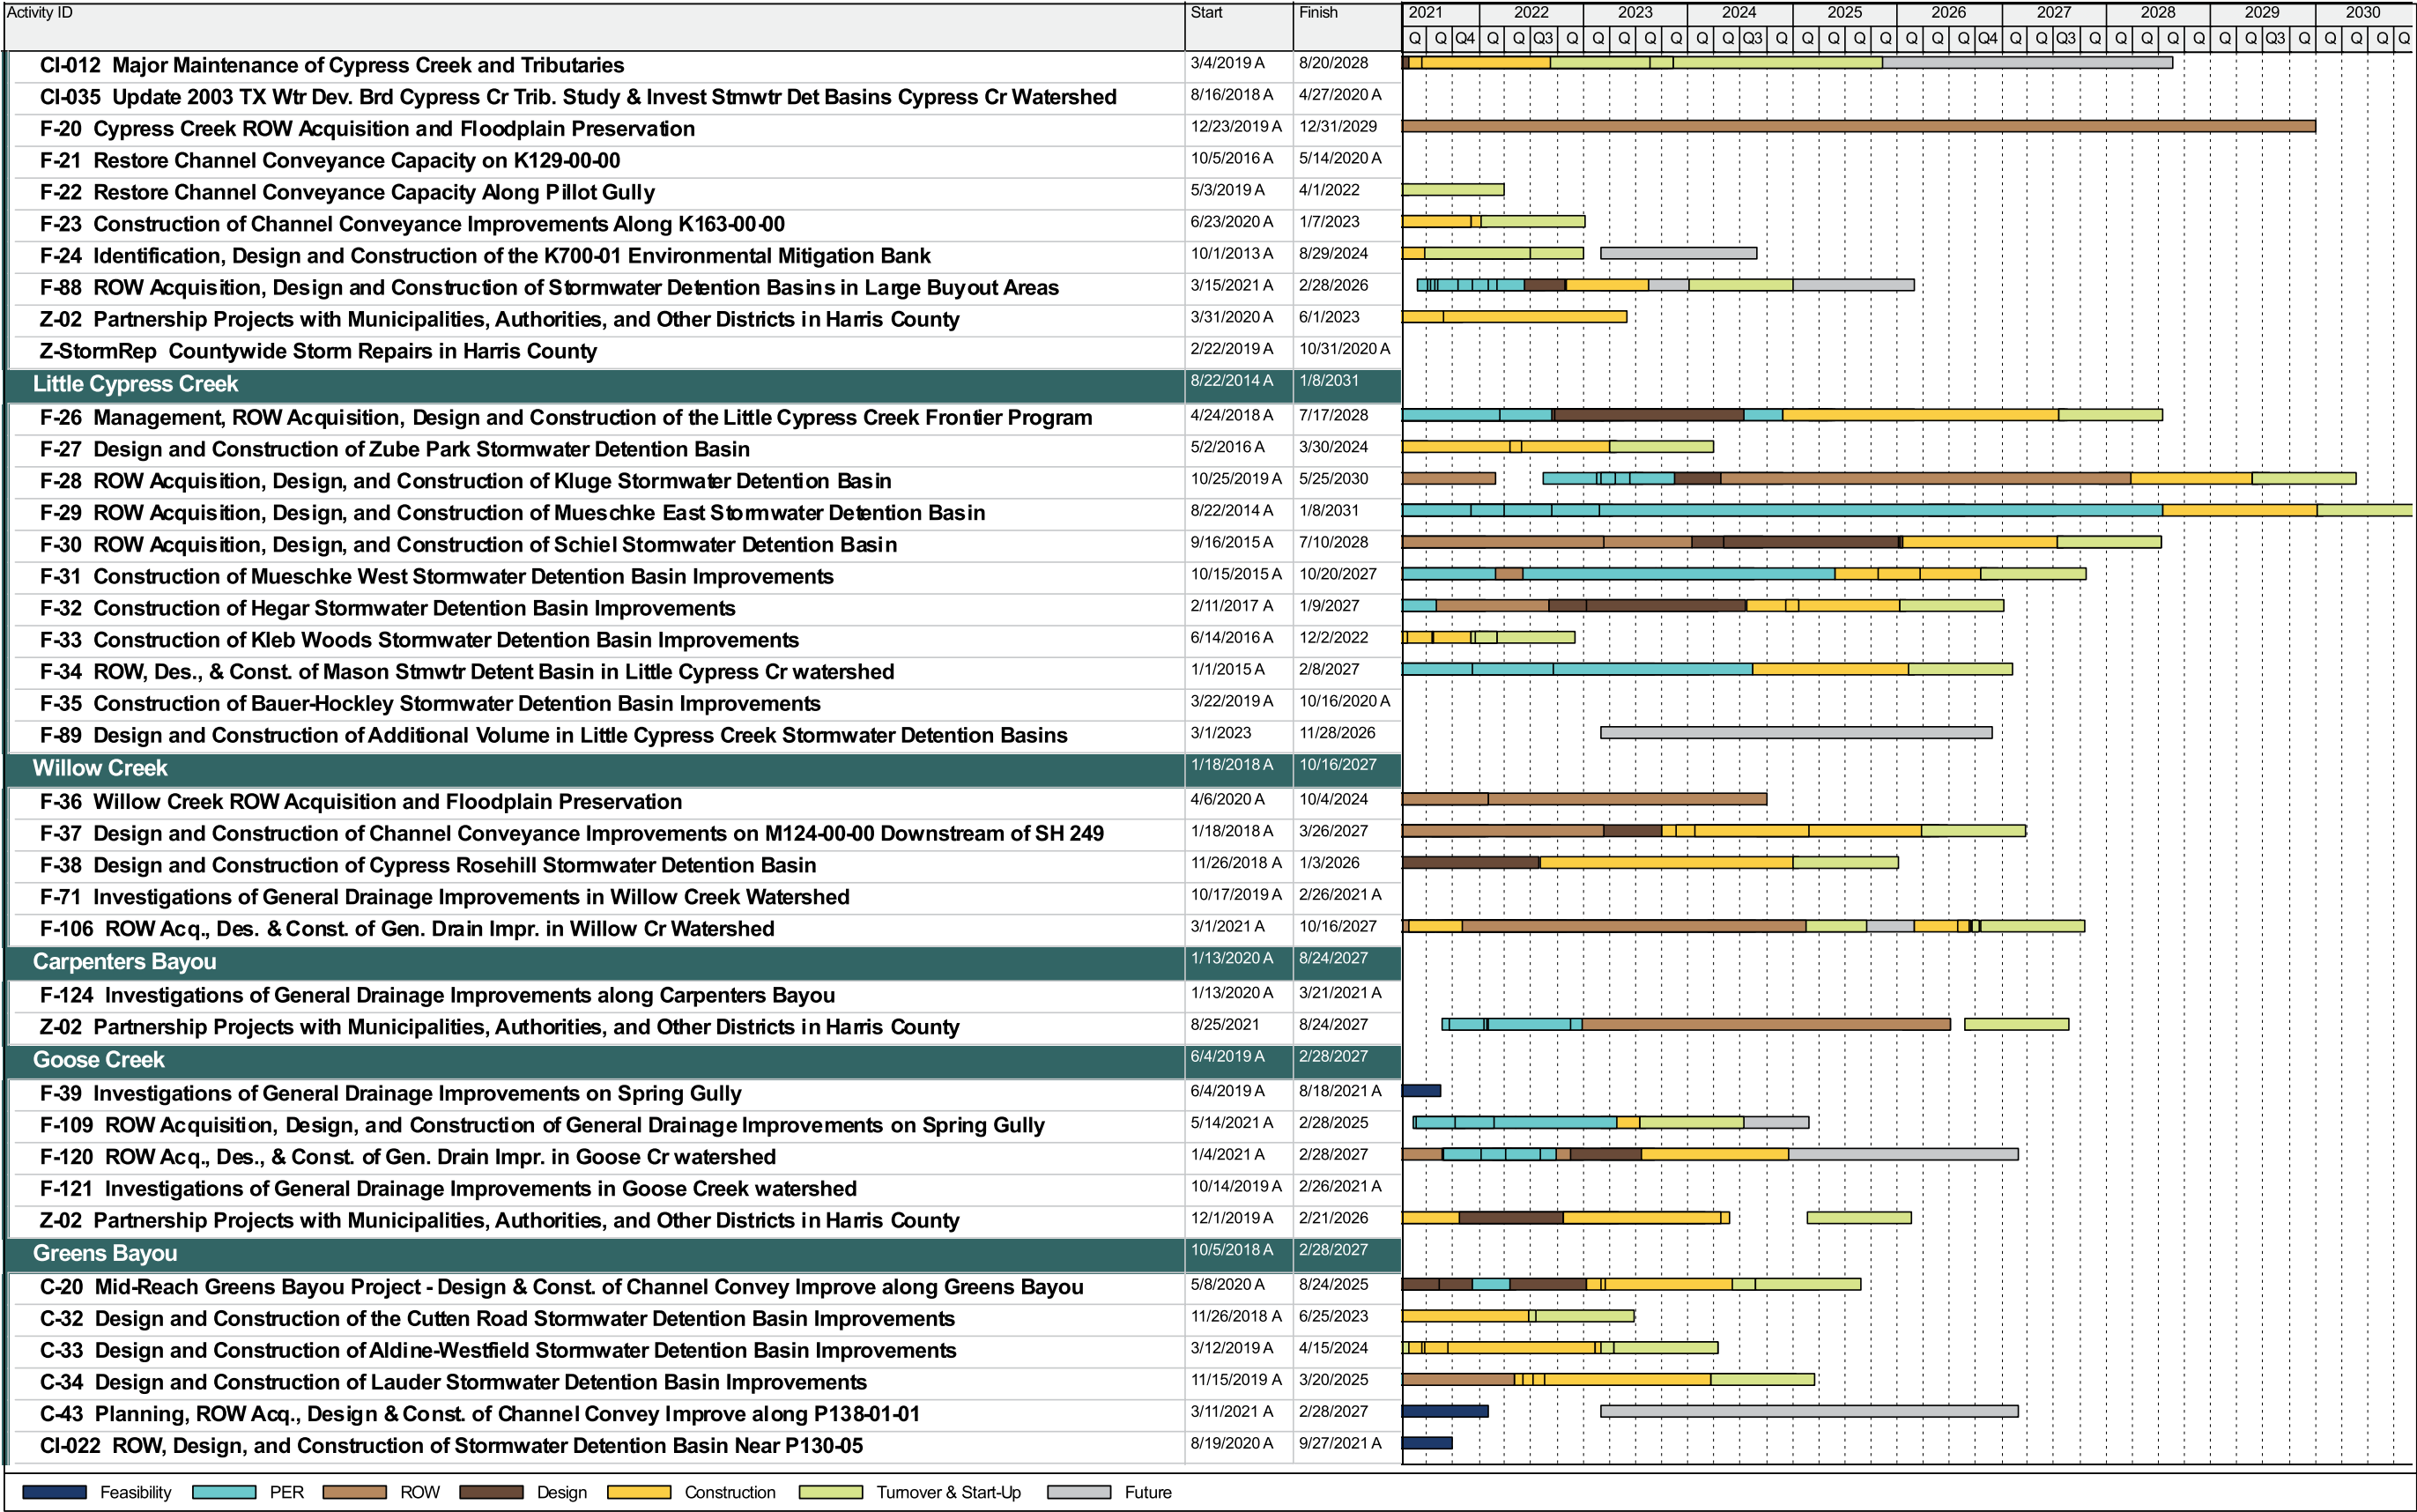 Activity ID Start Finish 2021 2022 2023 2024 2025 2026 2027 2028 2029 2030
Q Q Q4 Q Q Q3 Q Q Q Q Q Q Q Q3 Q Q Q Q Q Q Q Q Q4 Q Q Q3 Q Q Q Q Q Q Q Q3 Q Q Q Q
CI-012 Major Maintenance of Cypress Creek and Tributaries 3/4/2019 A 8/20/2028
CI-035 Update 2003 TX Wtr Dev. Brd Cypress Cr Trib. Study & Invest Stmwtr Det Basins Cypress Cr Watershed 8/16/2018 A 4/27/2020 A
F-20 Cypress Creek ROW Acquisition and Floodplain Preservation 12/23/2019 A 12/31/2029
F-21 Restore Channel Conveyance Capacity on K129-00-00 10/5/2016 A 5/14/2020 A
F-22 Restore Channel Conveyance Capacity Along Pillot Gully 5/3/2019 A 4/1/2022
F-23 Construction of Channel Conveyance Improvements Along K163-00-00 6/23/2020 A 1/7/2023
F-24 Identification, Design and Construction of the K700-01 Environmental Mitigation Bank 10/1/2013 A 8/29/2024
F-88 ROW Acquisition, Design and Construction of Stormwater Detention Basins in Large Buyout Areas 3/15/2021 A 2/28/2026
Z-02 Partnership Projects with Municipalities, Authorities, and Other Districts in Harris County 3/31/2020 A 6/1/2023
Z-StormRep Countywide Storm Repairs in Harris County 2/22/2019 A 10/31/2020 A
Little Cypress Creek 8/22/2014 A 1/8/2031
F-26 Management, ROW Acquisition, Design and Construction of the Little Cypress Creek Frontier Program 4/24/2018 A 7/17/2028
F-27 Design and Construction of Zube Park Stormwater Detention Basin 5/2/2016 A 3/30/2024
F-28 ROW Acquisition, Design, and Construction of Kluge Stormwater Detention Basin 10/25/2019 A 5/25/2030
F-29 ROW Acquisition, Design, and Construction of Mueschke East Stormwater Detention Basin 8/22/2014 A 1/8/2031
F-30 ROW Acquisition, Design, and Construction of Schiel Stormwater Detention Basin 9/16/2015 A 7/10/2028
F-31 Construction of Mueschke West Stormwater Detention Basin Improvements 10/15/2015 A 10/20/2027
F-32 Construction of Hegar Stormwater Detention Basin Improvements 2/11/2017 A 1/9/2027
F-33 Construction of Kleb Woods Stormwater Detention Basin Improvements 6/14/2016 A 12/2/2022
F-34 ROW, Des., & Const. of Mason Stmwtr Detent Basin in Little Cypress Cr watershed 1/1/2015 A 2/8/2027
F-35 Construction of Bauer-Hockley Stormwater Detention Basin Improvements 3/22/2019 A 10/16/2020 A
F-89 Design and Construction of Additional Volume in Little Cypress Creek Stormwater Detention Basins 3/1/2023 11/28/2026
Willow Creek 1/18/2018 A 10/16/2027
F-36 Willow Creek ROW Acquisition and Floodplain Preservation 4/6/2020 A 10/4/2024
F-37 Design and Construction of Channel Conveyance Improvements on M124-00-00 Downstream of SH 249 1/18/2018 A 3/26/2027
F-38 Design and Construction of Cypress Rosehill Stormwater Detention Basin 11/26/2018 A 1/3/2026
F-71 Investigations of General Drainage Improvements in Willow Creek Watershed 10/17/2019 A 2/26/2021 A
F-106 ROW Acq., Des. & Const. of Gen. Drain Impr. in Willow Cr Watershed 3/1/2021 A 10/16/2027
Carpenters Bayou 1/13/2020 A 8/24/2027
F-124 Investigations of General Drainage Improvements along Carpenters Bayou 1/13/2020 A 3/21/2021 A
Z-02 Partnership Projects with Municipalities, Authorities, and Other Districts in Harris County 8/25/2021 8/24/2027
Goose Creek 6/4/2019 A 2/28/2027
F-39 Investigations of General Drainage Improvements on Spring Gully 6/4/2019 A 8/18/2021 A
F-109 ROW Acquisition, Design, and Construction of General Drainage Improvements on Spring Gully 5/14/2021 A 2/28/2025
F-120 ROW Acq., Des., & Const. of Gen. Drain Impr. in Goose Cr watershed 1/4/2021 A 2/28/2027
F-121 Investigations of General Drainage Improvements in Goose Creek watershed 10/14/2019 A 2/26/2021 A
Z-02 Partnership Projects with Municipalities, Authorities, and Other Districts in Harris County 12/1/2019 A 2/21/2026
Greens Bayou 10/5/2018 A 2/28/2027
C-20 Mid-Reach Greens Bayou Project - Design & Const. of Channel Convey Improve along Greens Bayou 5/8/2020 A 8/24/2025
C-32 Design and Construction of the Cutten Road Stormwater Detention Basin Improvements 11/26/2018 A 6/25/2023
C-33 Design and Construction of Aldine-Westfield Stormwater Detention Basin Improvements 3/12/2019 A 4/15/2024
C-34 Design and Construction of Lauder Stormwater Detention Basin Improvements 11/15/2019 A 3/20/2025
C-43 Planning, ROW Acq., Design & Const. of Channel Convey Improve along P138-01-01 3/11/2021 A 2/28/2027
CI-022 ROW, Design, and Construction of Stormwater Detention Basin Near P130-05 8/19/2020 A 9/27/2021 A
Feasibility PER ROW Design Construction Turnover & Start-Up Future